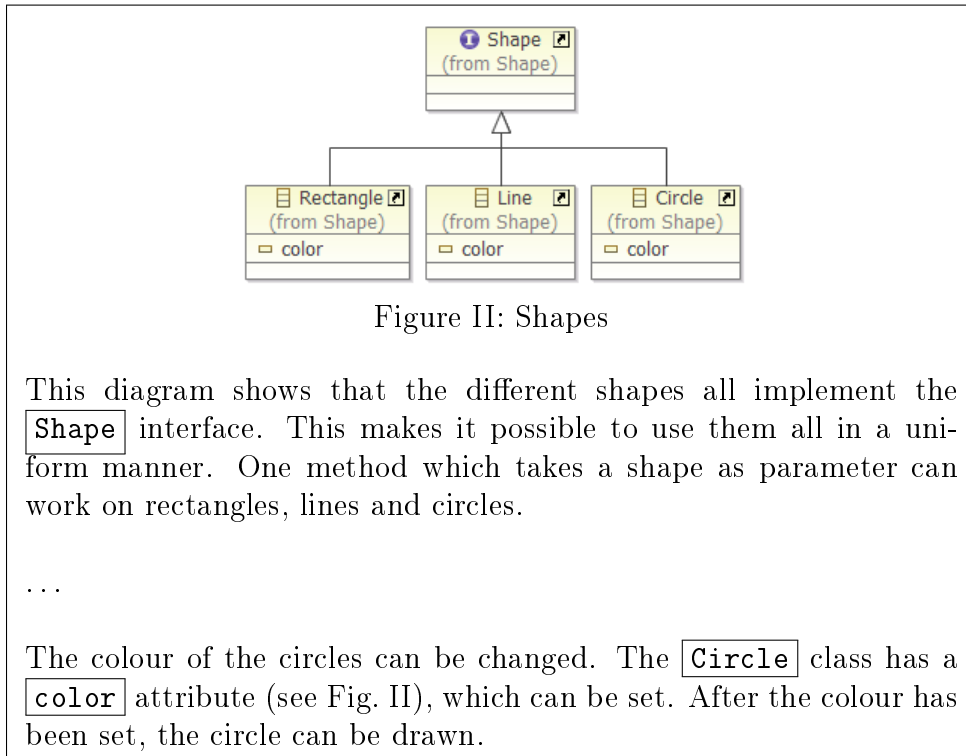 Shape
(from Shape)
Rectangle Line Circle
(from Shape) (from Shape) (from Shape)
color color color
Figure II: Shapes
This diagram shows that the different shapes all implement the
Shape interface. This makes it possible to use them all in a uni-
form manner. One method which takes a shape as parameter can
work on rectangles, lines and circles.
...
The colour of the circles can be changed. The Circle class has a
color attribute (see Fig. II), which can be set. After the colour has
been set, the circle can be drawn.